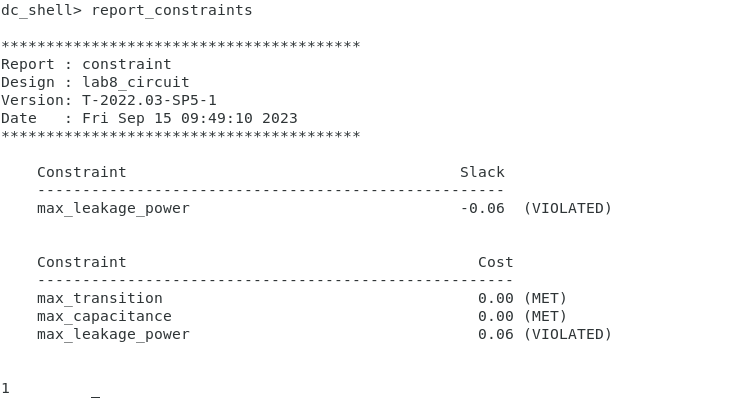 dc_shell> report_constraints
****************************************
Report : constraint
Design : lab8_circuit
Version: T-2022.03-SP5-1
Date   : Fri Sep 15 09:49:10 2023
****************************************
    Constraint                                     Slack
    ----------------------------------------------------
    max_leakage_power                              -0.06  (VIOLATED)
    Constraint                                       Cost
    -----------------------------------------------------
    max_transition                                   0.00 (MET)
    max_capacitance                                  0.00 (MET)
    max_leakage_power                                0.06 (VIOLATED)
1